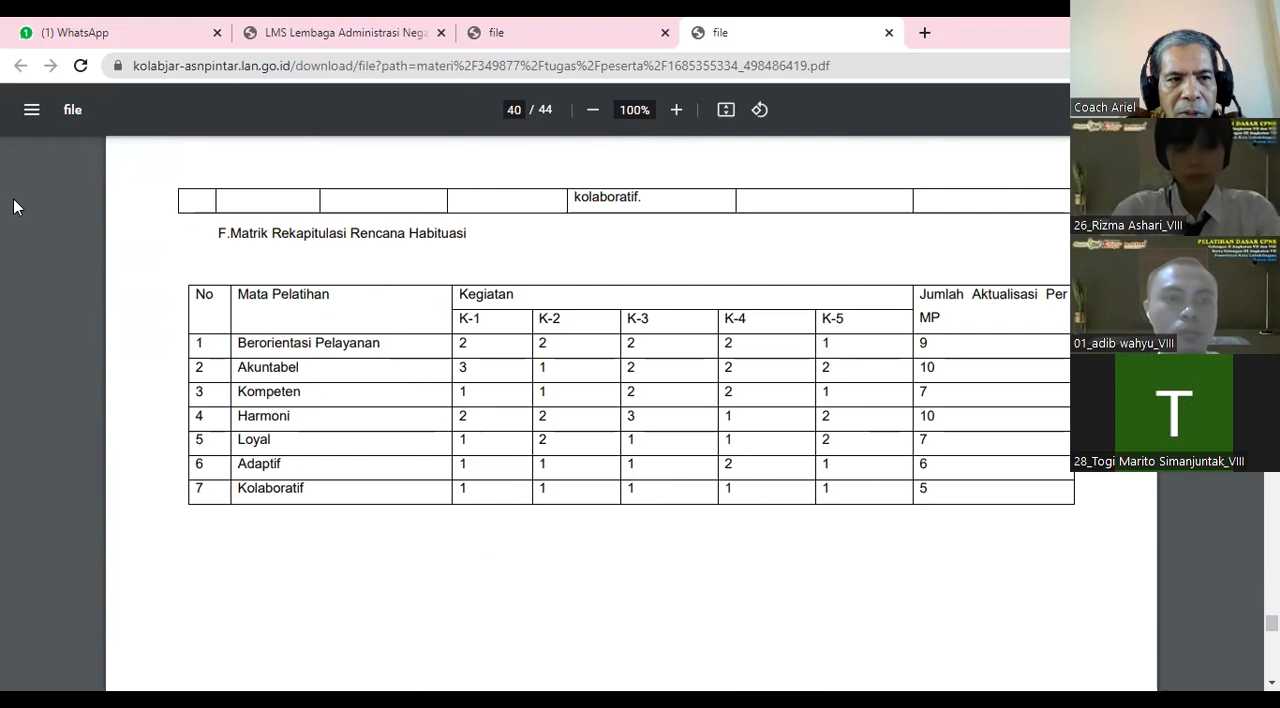 (1) WhatsApp
LMS Lembaga Administrasi Nega
file
file
kolabjar-asnpintar.lan.go.id/download/file?path=materi%2F349877%2Ftugas%2Fpeserta%2F1685355334_498486419.pdf
file
40 / 44
100%
kolaboratif.
F.Matrik Rekapitulasi Rencana Habituasi
No Mata Pelatihan Kegiatan Jumlah Aktualisasi Per MP
K-1 K-2 K-3 K-4 K-5
1 Berorientasi Pelayanan 2 2 2 2 1 9
2 Akuntabel 3 1 2 2 2 10
3 Kompeten 1 1 2 2 1 7
4 Harmoni 2 2 3 1 2 10
5 Loyal 1 2 1 1 2 7
6 Adaptif 1 1 1 2 1 6
7 Kolaboratif 1 1 1 1 1 5
Coach Ariel
26_Rizma Ashari_VIII
PELATIHAN DASAR CPNS
01_adib wahyu_VIII
T
28_Togi Marito Simanjuntak_VIII